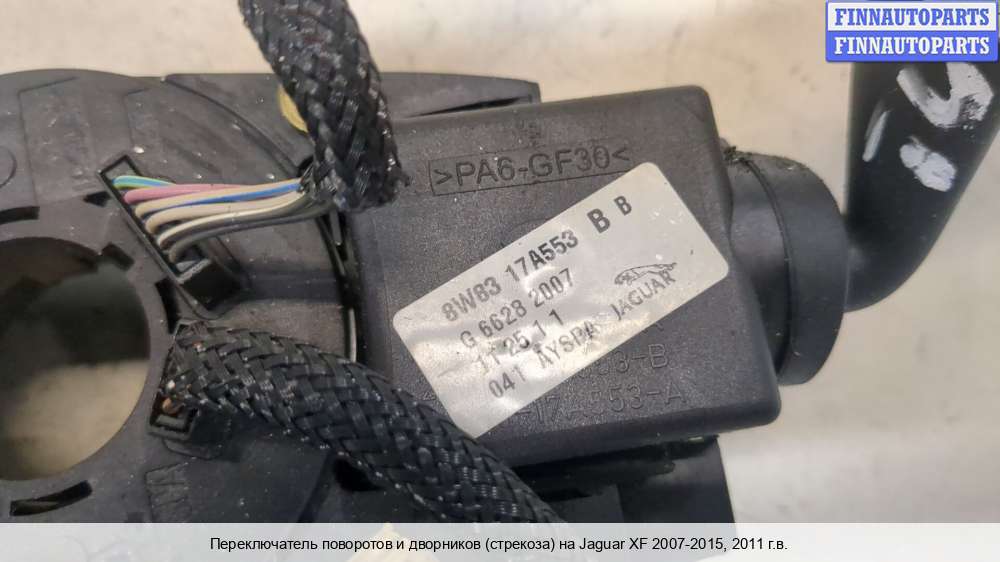 FINNAUTOPARTS
FINNAUTOPARTS
>PA6-GF30<
8W83 17A553 B B
G 6628 2007
11 25 1 1
041 AYSPA JAGUAR
-17A553-A
Переключатель поворотов и дворников (стрекоза) на Jaguar XF 2007-2015, 2011 г.в.